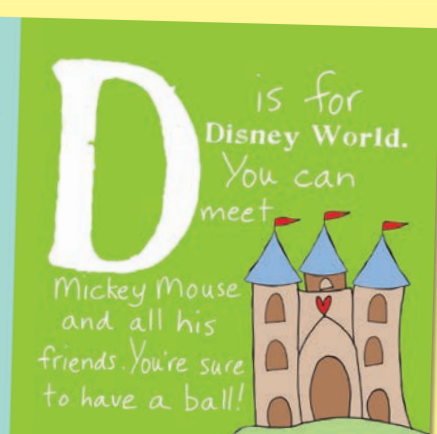 D is for
Disney World.
You can
meet
Mickey Mouse
and all his
friends. You're sure
to have a ball!